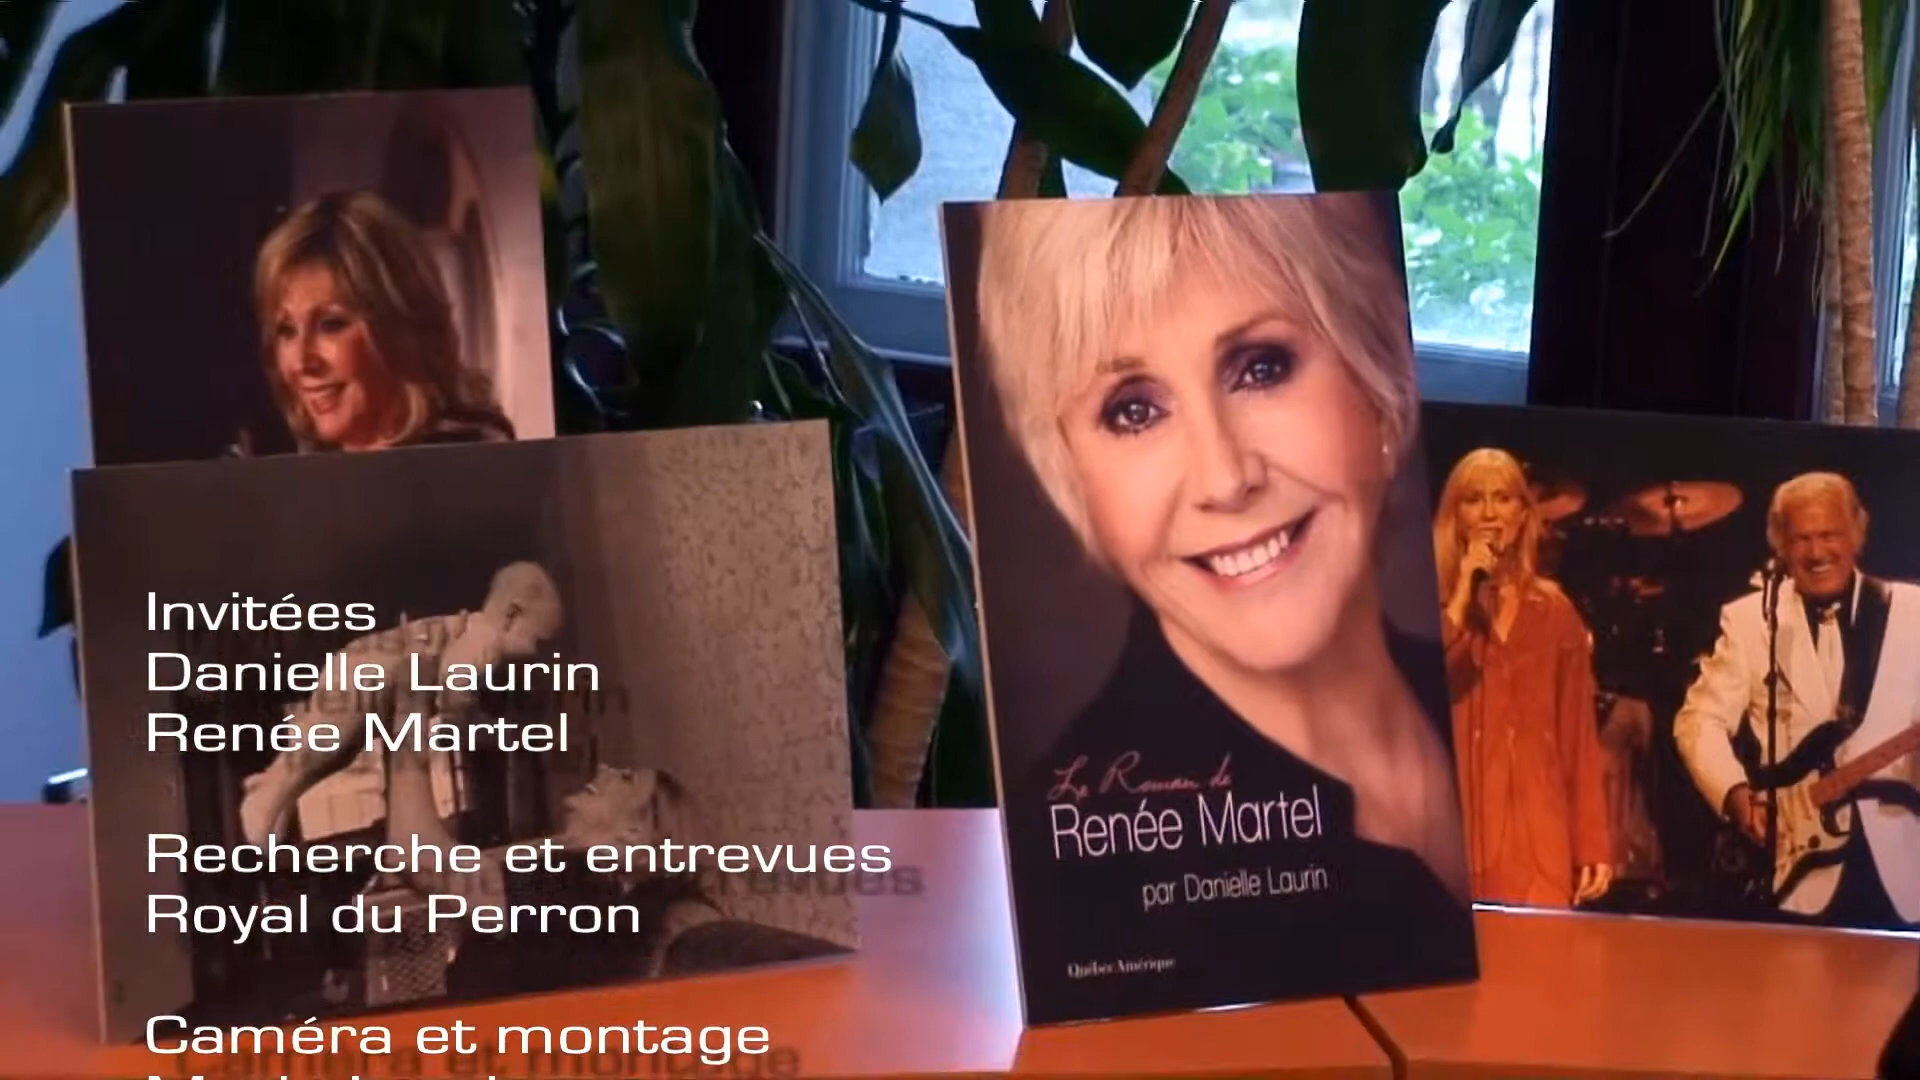 Invitées
Danielle Laurin
Renée Martel
Recherche et entrevues
Royal du Perron
Caméra et montage
Le Roman de
Renée Martel
par Danielle Laurin
Québec Amérique